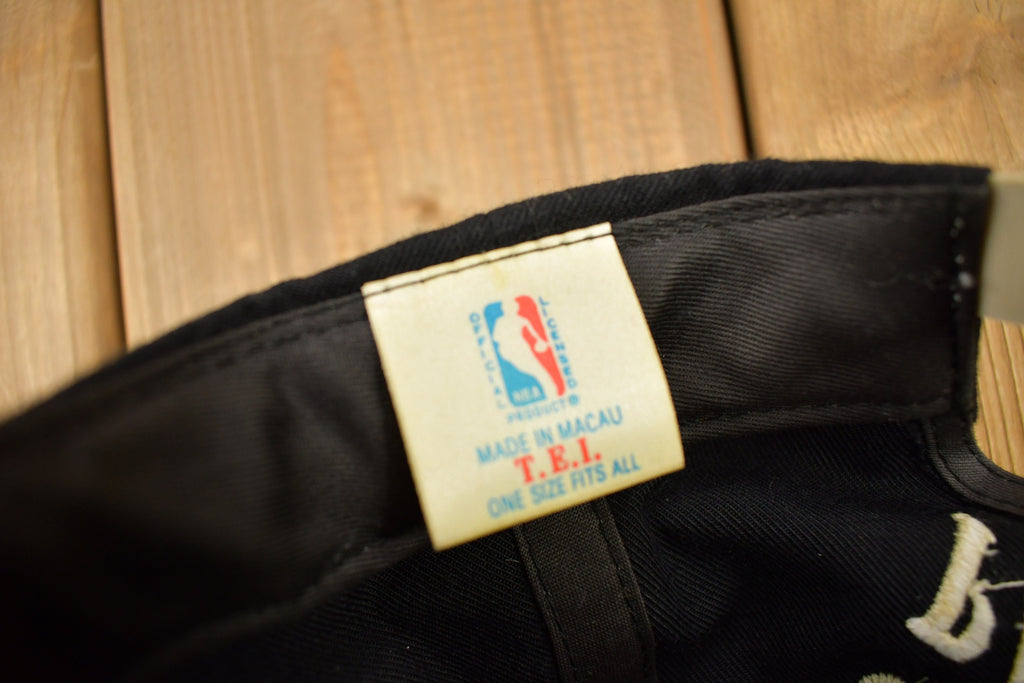 OFFICIAL LICENSED
NBA
PRODUCT®
MADE IN MACAU
T.E.I.
ONE SIZE FITS ALL